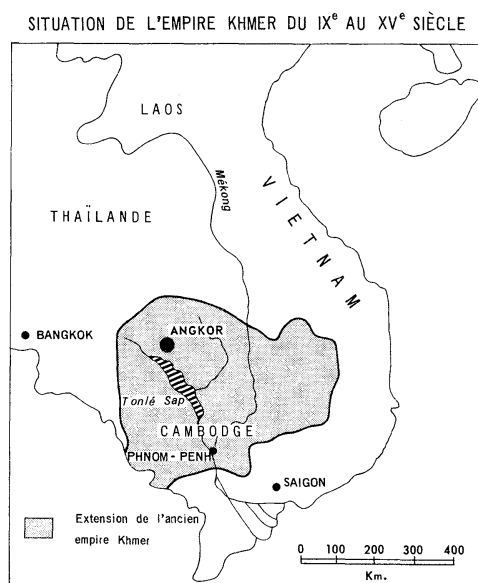 SITUATION DE L'EMPIRE KHMER DU IXe AU XVe SIÈCLE
LAOS
Mékong
VIETNAM
THAÏLANDE
BANGKOK
ANGKOR
Tonlé Sap
CAMBODGE
PHNOM-PENH
SAIGON
Extension de l'ancien
empire Khmer
0 100 200 300 400
Km.